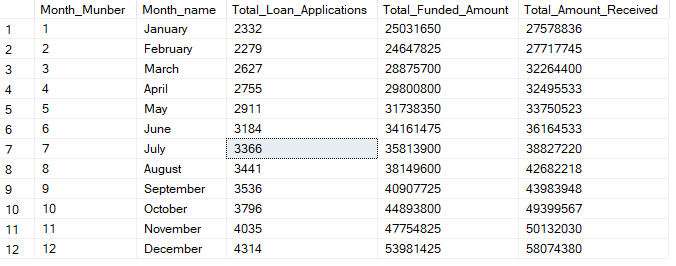 Month_Munber Month_name Total_Loan_Applications Total_Funded_Amount Total_Amount_Received
1 1 January 2332 25031650 27578836
2 2 February 2279 24647825 27717745
3 3 March 2627 28875700 32264400
4 4 April 2755 29800800 32495533
5 5 May 2911 31738350 33750523
6 6 June 3184 34161475 36164533
7 7 July 3366 35813900 38827220
8 8 August 3441 38149600 42682218
9 9 September 3536 40907725 43983948
10 10 October 3796 44893800 49399567
11 11 November 4035 47754825 50132030
12 12 December 4314 53981425 58074380